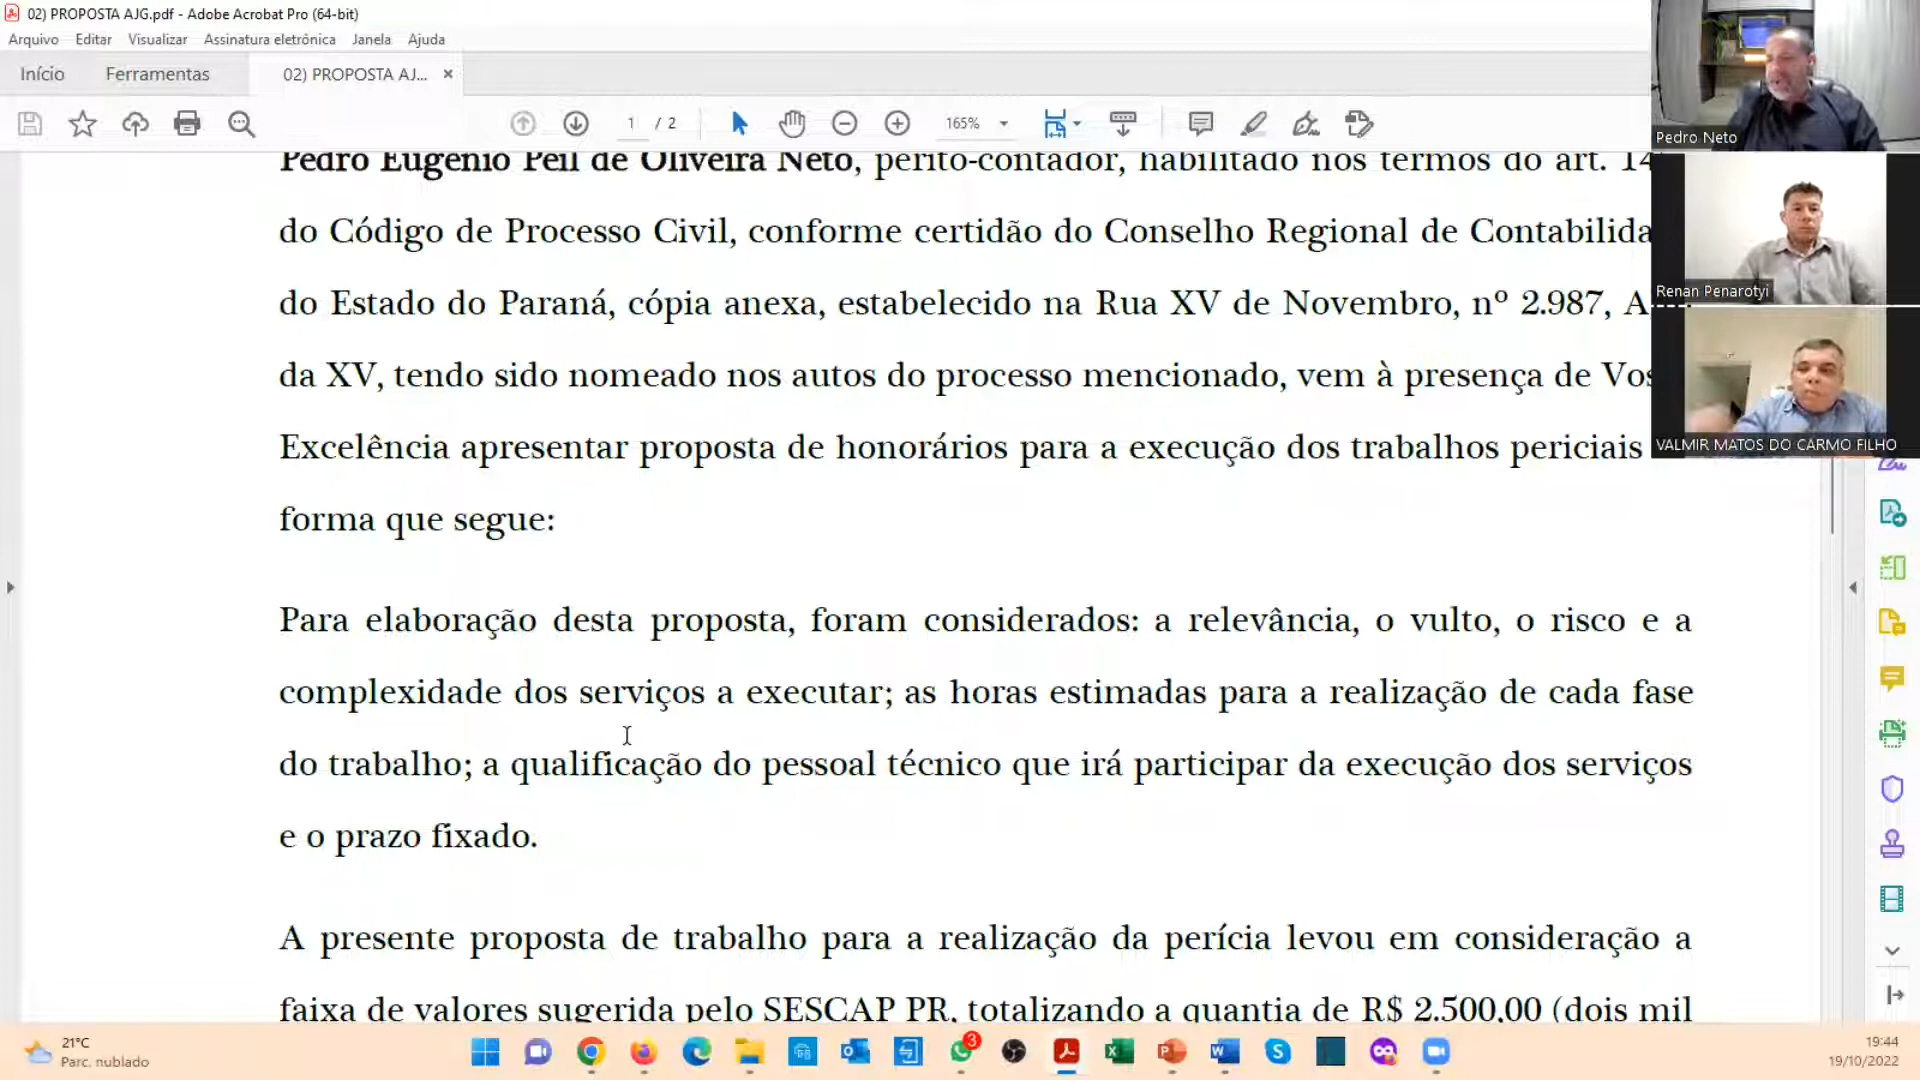 02) PROPOSTA AJG.pdf - Adobe Acrobat Pro (64-bit)
Arquivo Editar Visualizar Assinatura eletrônica Janela Ajuda
Início Ferramentas 02) PROPOSTA AJ... ×
1 / 2 165%
Pedro Eugenio Peil de Oliveira Neto, perito-contador, habilitado nos termos do art. 14
do Código de Processo Civil, conforme certidão do Conselho Regional de Contabilida
do Estado do Paraná, cópia anexa, estabelecido na Rua XV de Novembro, nº 2.987, A
da XV, tendo sido nomeado nos autos do processo mencionado, vem à presença de Vos
Excelência apresentar proposta de honorários para a execução dos trabalhos periciais
forma que segue:
Para elaboração desta proposta, foram considerados: a relevância, o vulto, o risco e a
complexidade dos serviços a executar; as horas estimadas para a realização de cada fase
do trabalho; a qualificação do pessoal técnico que irá participar da execução dos serviços
e o prazo fixado.
A presente proposta de trabalho para a realização da perícia levou em consideração a
faixa de valores sugerida pelo SESCAP PR, totalizando a quantia de R$ 2.500,00 (dois mil
Pedro Neto
Renan Penarotyi
VALMIR MATOS DO CARMO FILHO
21°C
Parc. nublado
3
19:44
19/10/2022